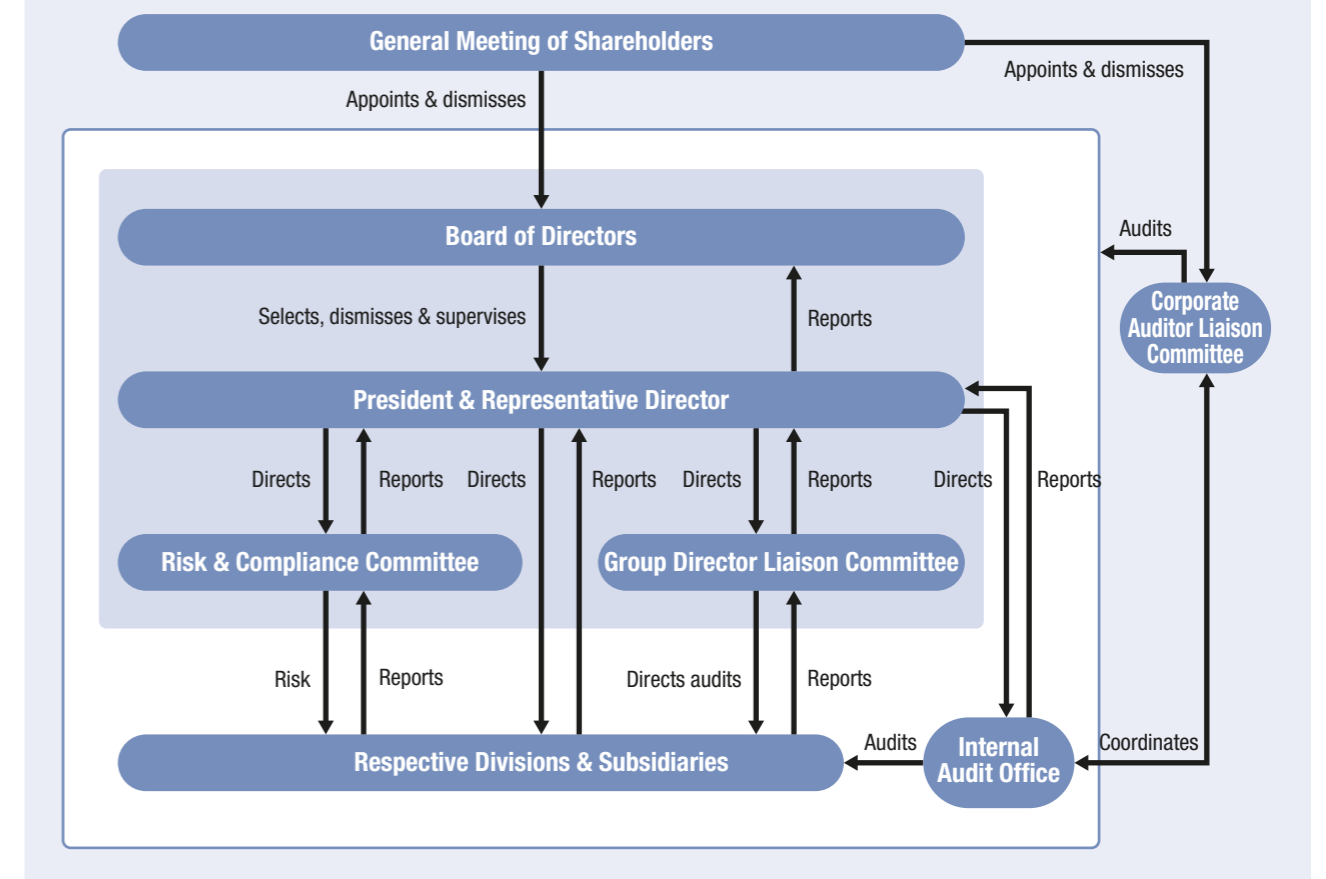 General Meeting of Shareholders
Appoints & dismisses
Appoints & dismisses
Board of Directors
Audits
Corporate
Auditor Liaison
Committee
Selects, dismisses & supervises
Reports
President & Representative Director
Directs
Reports
Directs
Reports
Directs
Reports
Directs
Reports
Risk & Compliance Committee
Group Director Liaison Committee
Risk
Reports
Directs audits
Reports
Respective Divisions & Subsidiaries
Audits
Internal
Audit Office
Coordinates